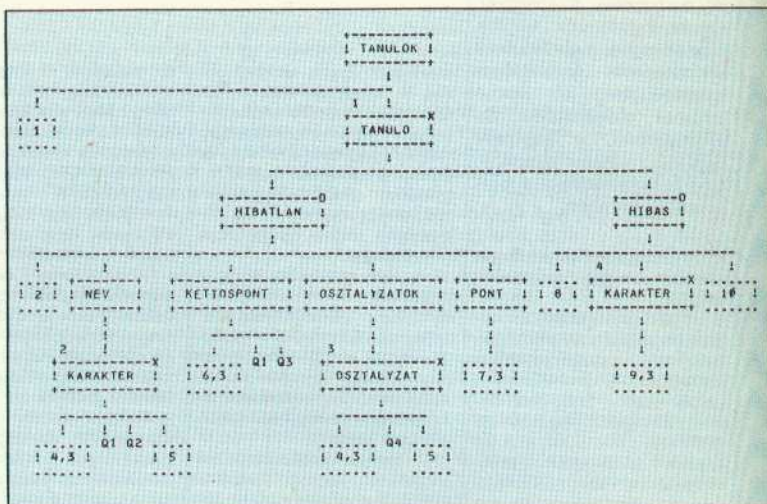 TANULOK
1
1 TANULO X
HIBATLAN O HIBAS O
4
2 NEV KETTOSPONT OSZTALYZATOK PONT 8 KARAKTER X 10
2 Q1 Q3 3
KARAKTER X 6,3 OSZTALYZAT X 7,3 9,3
Q1 Q2 Q4
4,3 5 4,3 5